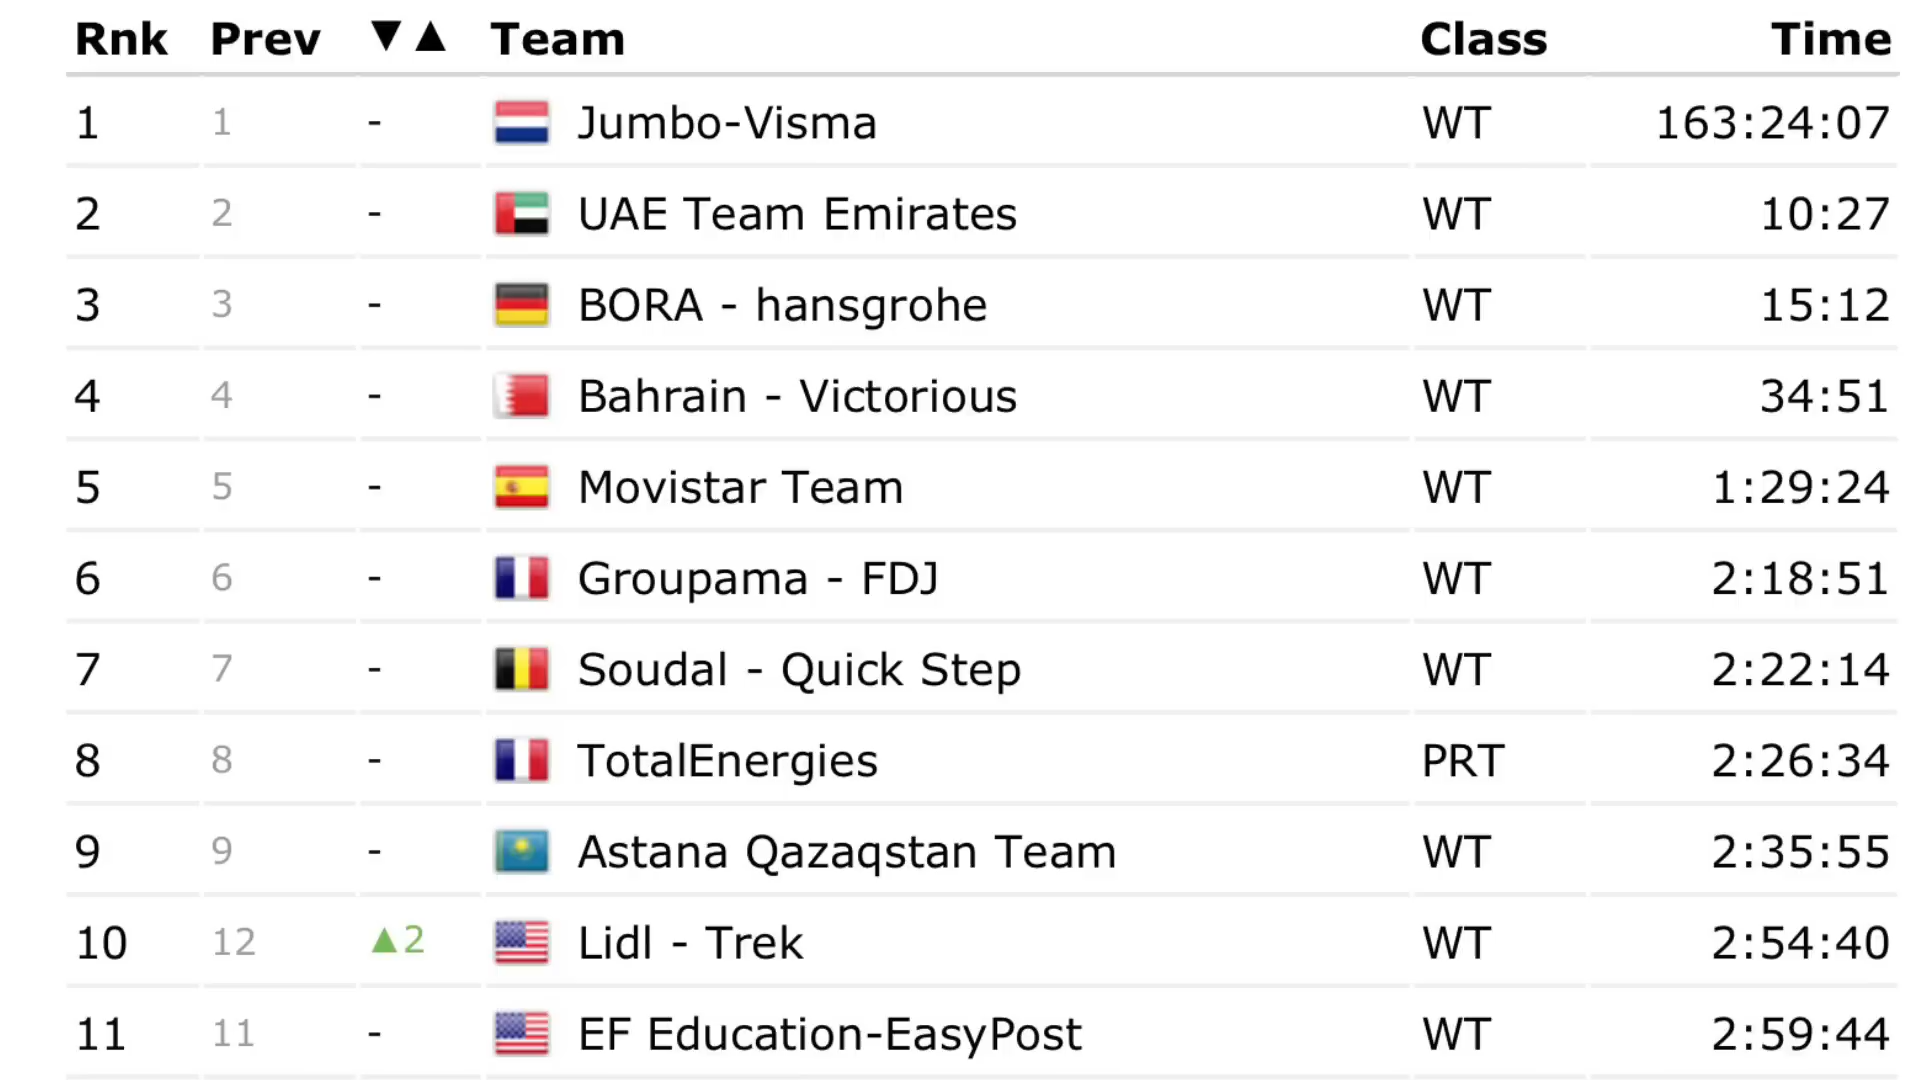 Rnk Prev ▼▲ Team Class Time
1 1 - Jumbo-Visma WT 163:24:07
2 2 - UAE Team Emirates WT 10:27
3 3 - BORA - hansgrohe WT 15:12
4 4 - Bahrain - Victorious WT 34:51
5 5 - Movistar Team WT 1:29:24
6 6 - Groupama - FDJ WT 2:18:51
7 7 - Soudal - Quick Step WT 2:22:14
8 8 - TotalEnergies PRT 2:26:34
9 9 - Astana Qazaqstan Team WT 2:35:55
10 12 ▲2 Lidl - Trek WT 2:54:40
11 11 - EF Education-EasyPost WT 2:59:44